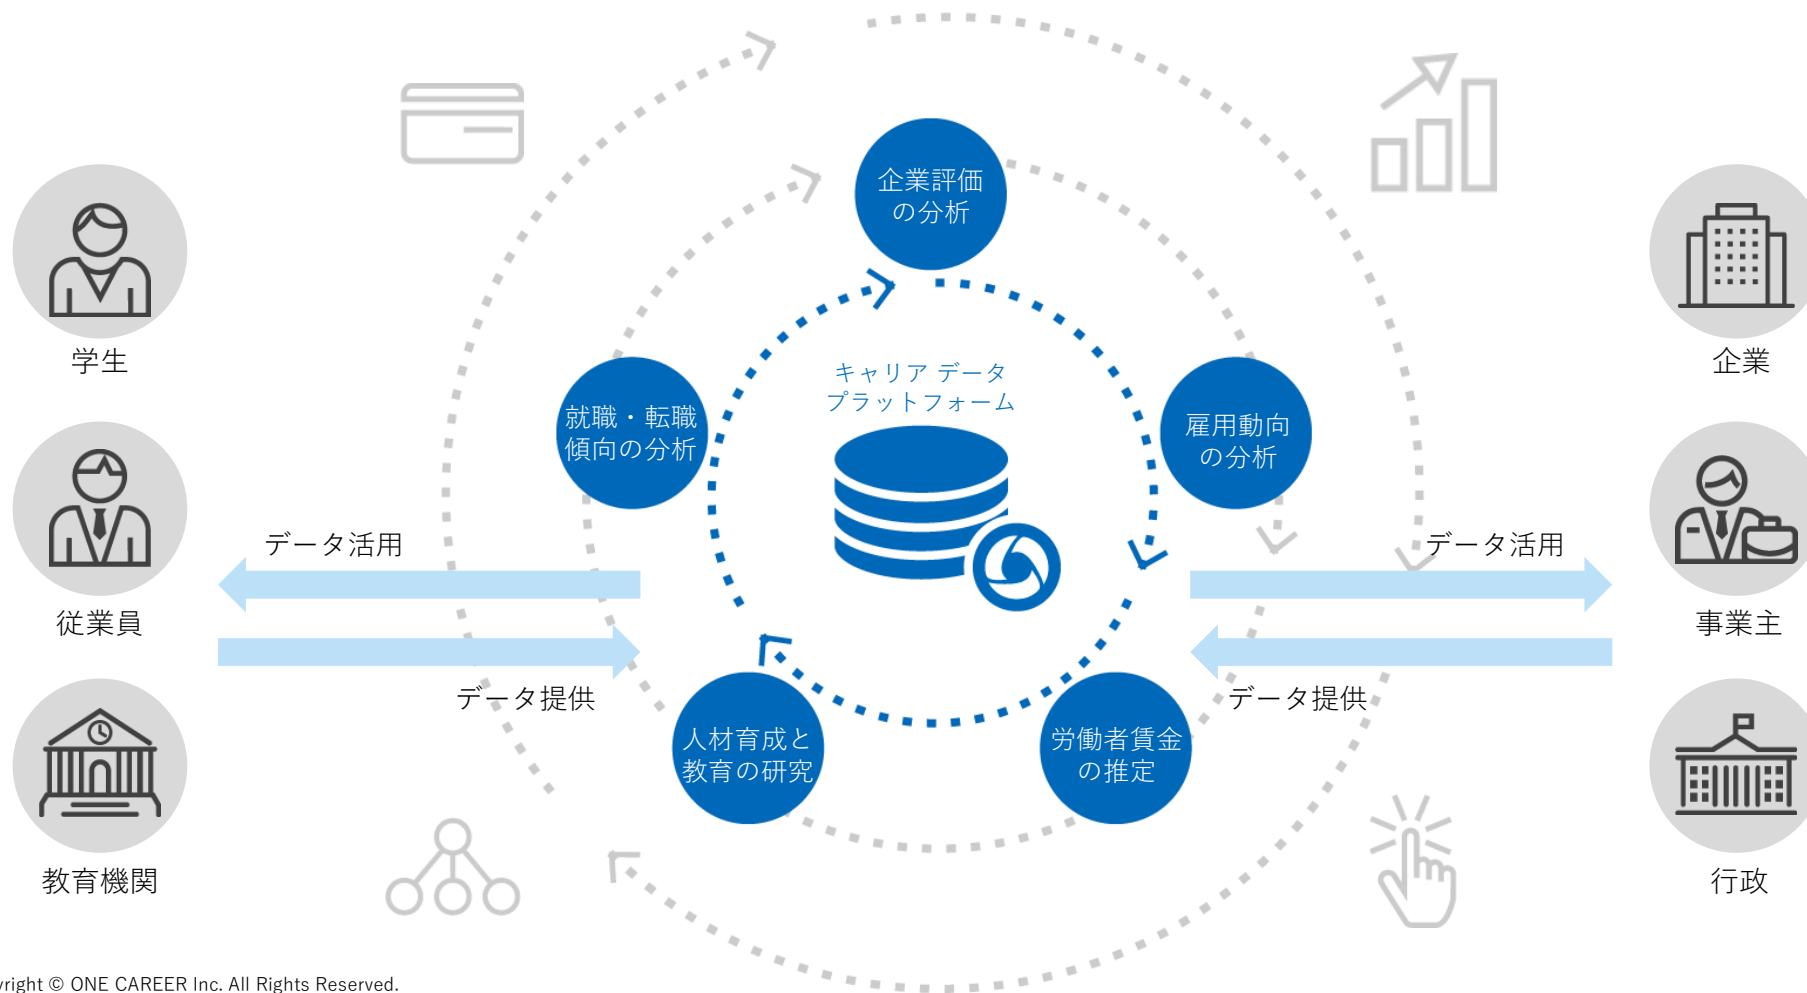 企業評価
の分析
学生
企業
キャリア データ
プラットフォーム
就職・転職
傾向の分析
雇用動向
の分析
データ活用
データ活用
従業員
事業主
データ提供
データ提供
人材育成と
教育の研究
労働者賃金
の推定
教育機関
行政
yright © ONE CAREER Inc. All Rights Reserved.